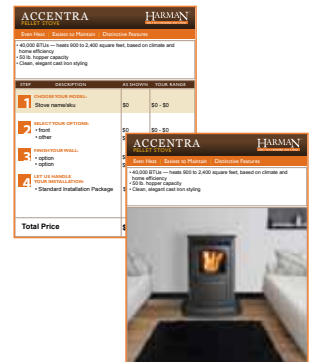 ACCENTRA
PELLET STOVE
HARMAN
Even Heat | Easiest to Maintain | Distinctive Features
• 40,000 BTUs – heats 900 to 2,400 square feet, based on climate and
home efficiency
• 50 lb. hopper capacity
• Clean, elegant cast iron styling
STEP DESCRIPTION AS SHOWN YOUR RANGE
1 CHOOSE YOUR MODEL:
Stove name/sku $0 $0 - $0
2 SELECT YOUR OPTIONS:
• front $0 $0 - $0
• other $
3 FINISH YOUR WALL:
• option $
• option $
4 LET US HANDLE
YOUR INSTALLATION:
• Standard Installation Package $
Total Price $
ACCENTRA
PELLET STOVE
HARMAN
Even Heat | Easiest to Maintain | Distinctive Features
• 40,000 BTUs – heats 900 to 2,400 square feet, based on climate and
home efficiency
• 50 lb. hopper capacity
• Clean, elegant cast iron styling